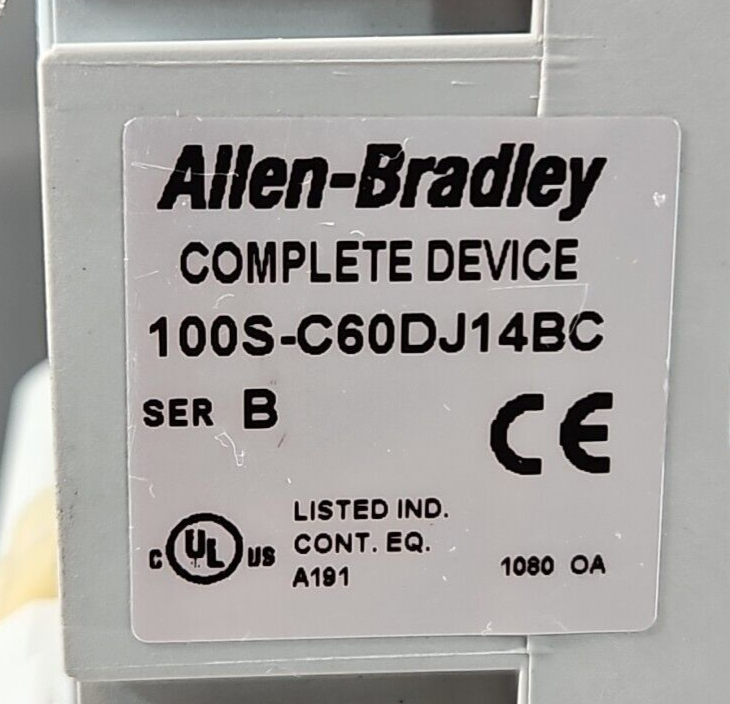 Allen-Bradley
COMPLETE DEVICE
100S-C60DJ14BC
SER B
CE
C UL US
LISTED IND.
CONT. EQ.
A191
1080 OA